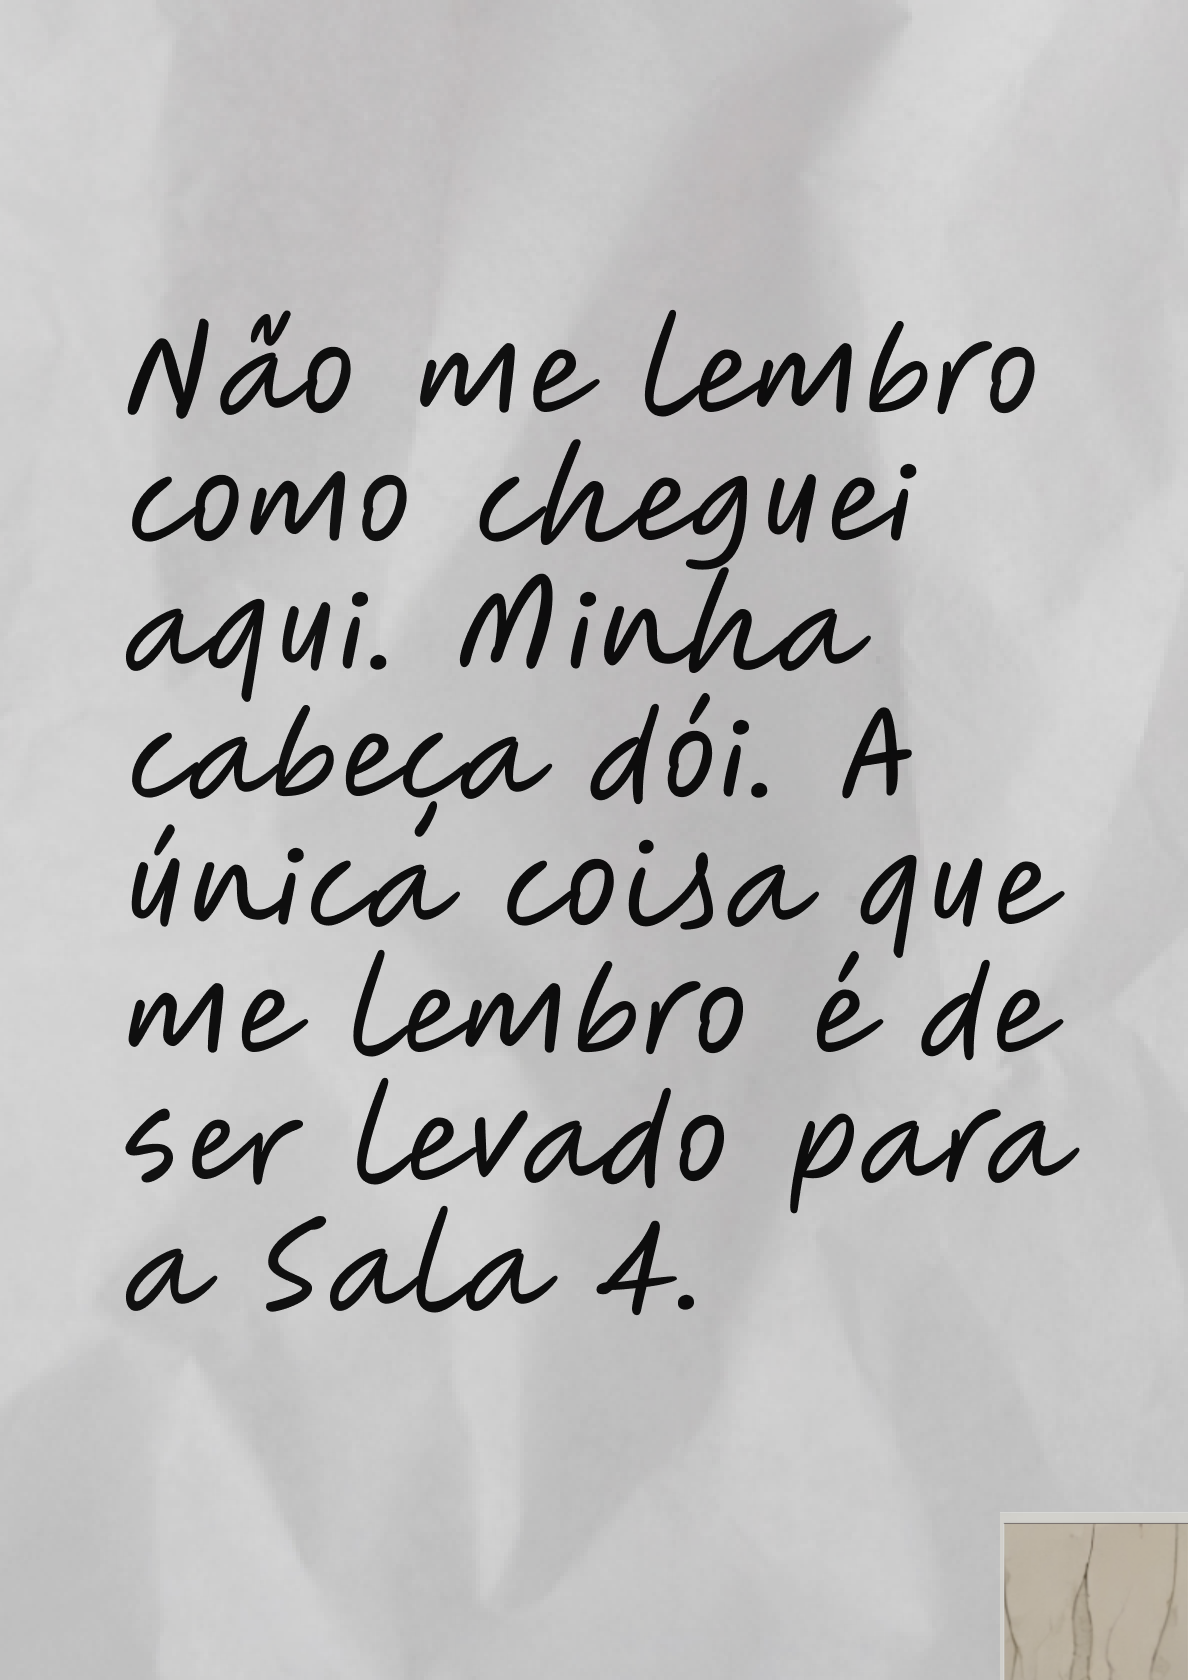 Não me lembro
como cheguei
aqui. Minha
cabeça dói. A
única coisa que
me lembro é de
ser levado para
a Sala 4.